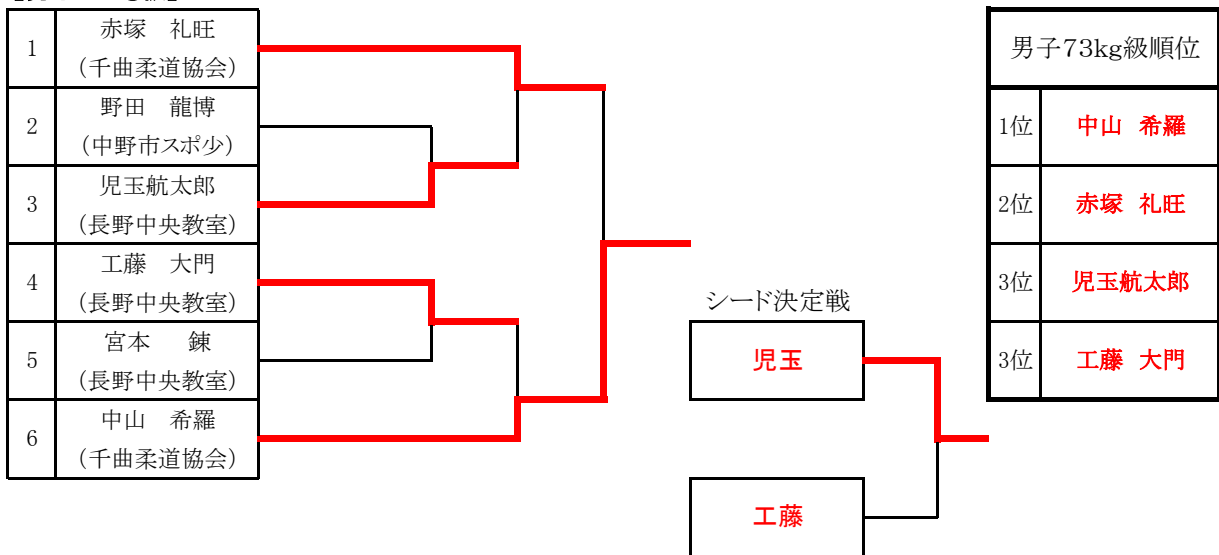 1
赤塚　礼旺
(千曲柔道協会)
2
野田　龍博
(中野市スポ少)
3
児玉航太郎
(長野中央教室)
4
工藤　大門
(長野中央教室)
5
宮本　錬
(長野中央教室)
6
中山　希羅
(千曲柔道協会)
シード決定戦
児玉
工藤
男子73kg級順位
1位　中山　希羅
2位　赤塚　礼旺
3位　児玉航太郎
3位　工藤　大門